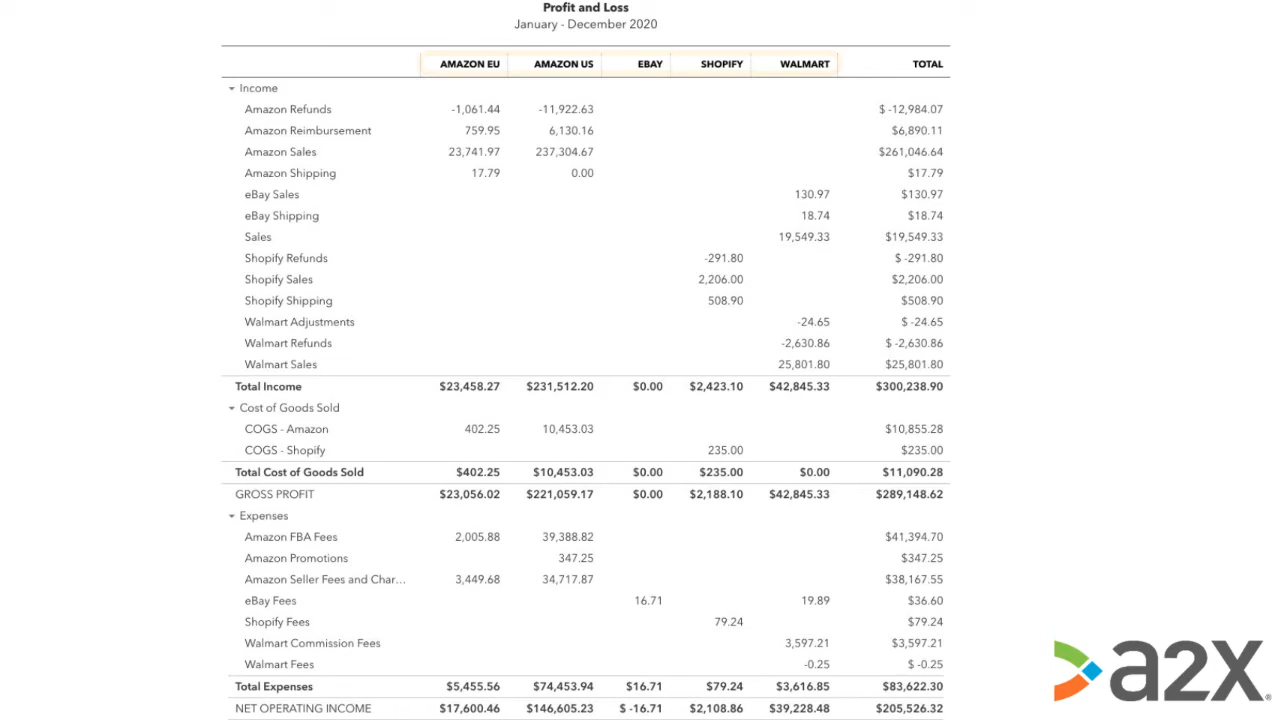 Profit and Loss
January - December 2020
AMAZON EU AMAZON US EBAY SHOPIFY WALMART TOTAL
Income
Amazon Refunds -1,061.44 -11,922.63 $ -12,984.07
Amazon Reimbursement 759.95 6,130.16 $6,890.11
Amazon Sales 23,741.97 237,304.67 $261,046.64
Amazon Shipping 17.79 0.00 $17.79
eBay Sales 130.97 $130.97
eBay Shipping 18.74 $18.74
Sales 19,549.33 $19,549.33
Shopify Refunds -291.80 $ -291.80
Shopify Sales 2,206.00 $2,206.00
Shopify Shipping 508.90 $508.90
Walmart Adjustments -24.65 $ -24.65
Walmart Refunds -2,630.86 $ -2,630.86
Walmart Sales 25,801.80 $25,801.80
Total Income $23,458.27 $231,512.20 $0.00 $2,423.10 $42,845.33 $300,238.90
Cost of Goods Sold
COGS - Amazon 402.25 10,453.03 $10,855.28
COGS - Shopify 235.00 $235.00
Total Cost of Goods Sold $402.25 $10,453.03 $0.00 $235.00 $0.00 $11,090.28
GROSS PROFIT $23,056.02 $221,059.17 $0.00 $2,188.10 $42,845.33 $289,148.62
Expenses
Amazon FBA Fees 2,005.88 39,388.82 $41,394.70
Amazon Promotions 347.25 $347.25
Amazon Seller Fees and Char... 3,449.68 34,717.87 $38,167.55
eBay Fees 16.71 19.89 $36.60
Shopify Fees 79.24 $79.24
Walmart Commission Fees 3,597.21 $3,597.21
Walmart Fees -0.25 $ -0.25
Total Expenses $5,455.56 $74,453.94 $16.71 $79.24 $3,616.85 $83,622.30
NET OPERATING INCOME $17,600.46 $146,605.23 $ -16.71 $2,108.86 $39,228.48 $205,526.32
a2x®